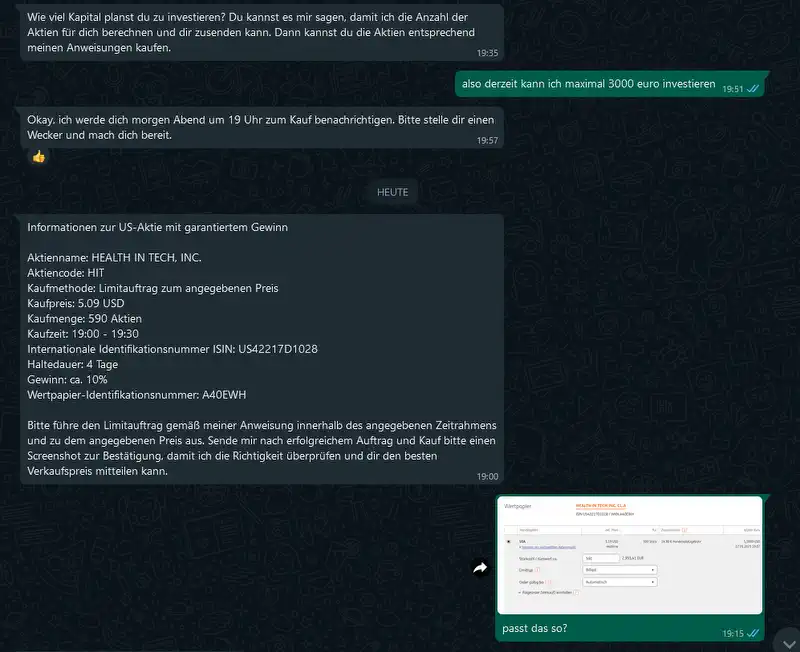 Wie viel Kapital planst du zu investieren? Du kannst es mir sagen, damit ich die Anzahl der
Aktien für dich berechnen und dir zusenden kann. Dann kannst du die Aktien entsprechend
meinen Anweisungen kaufen.
19:35
also derzeit kann ich maximal 3000 euro investieren
19:51
Okay, ich werde dich morgen Abend um 19 Uhr zum Kauf benachrichtigen. Bitte stelle dir einen
Wecker und mach dich bereit.
19:57
HEUTE
Informationen zur US-Aktie mit garantiertem Gewinn
Aktienname: HEALTH IN TECH, INC.
Aktiencode: HIT
Kaufmethode: Limitauftrag zum angegebenen Preis
Kaufpreis: 5.09 USD
Kaufmenge: 590 Aktien
Kaufzeit: 19:00 - 19:30
Internationale Identifikationsnummer ISIN: US42217D1028
Haltedauer: 4 Tage
Gewinn: ca. 10%
Wertpapier-Identifikationsnummer: A40EWH
Bitte führe den Limitauftrag gemäß meiner Anweisung innerhalb des angegebenen Zeitrahmens
und zu dem angegebenen Preis aus. Sende mir nach erfolgreichem Auftrag und Kauf bitte einen
Screenshot zur Bestätigung, damit ich die Richtigkeit überprüfen und dir den besten
Verkaufspreis mitteilen kann.
19:00
Wertpapier
HEALTH IN TECH INC.
Billigst
Automatisch
passt das so?
19:15